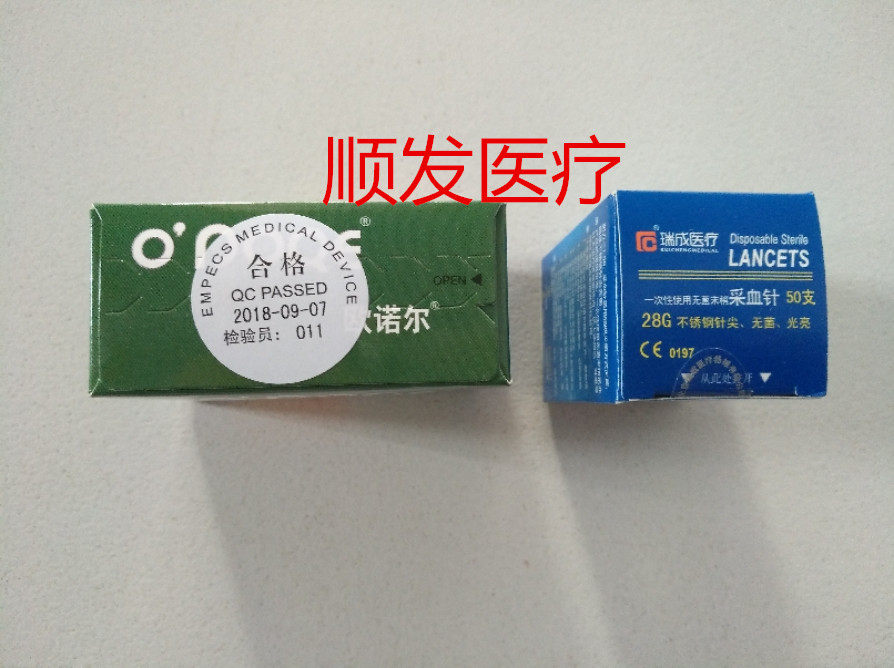 顺发医疗
EMPECS MEDICAL DEVICE
合格
QC PASSED
2018-09-07
检验员: 011
OPEN
欧诺尔®
瑞成医疗
RUICHENGMEDICAL
Disposable Sterile
LANCETS
一次性使用无菌末梢采血针 50支
28G 不锈钢针尖、无菌、光亮
CE 0197